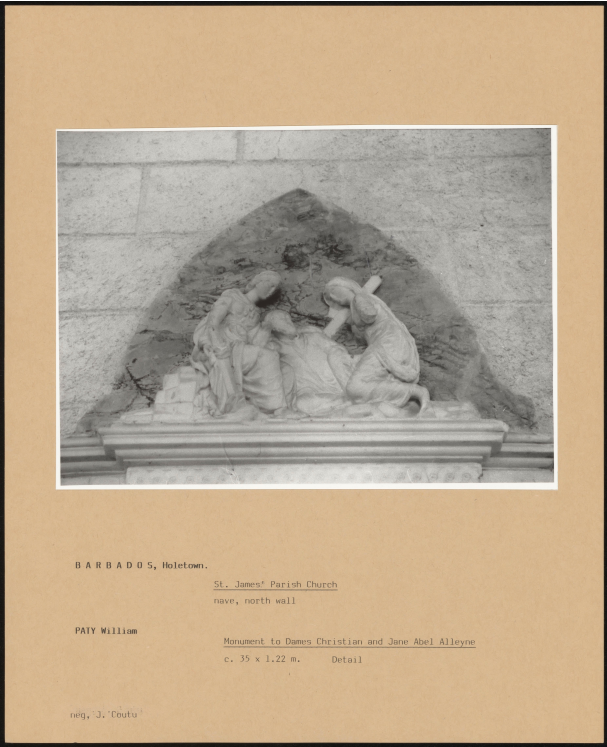 B A R B A D O S, Holetown.
St. James' Parish Church
nave, north wall
PATY William
Monument to Dames Christian and Jane Abel Alleyne
c. 35 x 1.22 m. Detail
neg, J. Coutu